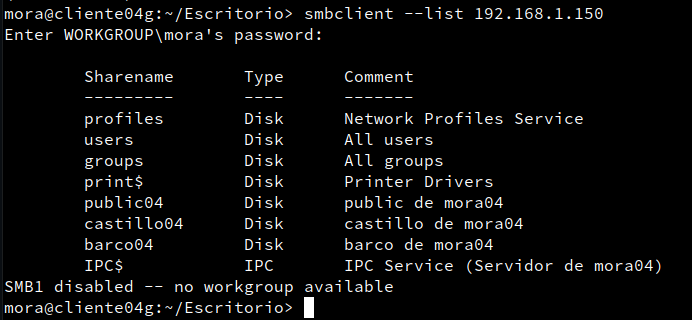 mora@cliente04g:~/Escritorio> smbclient --list 192.168.1.150
Enter WORKGROUP\mora's password:
Sharename Type Comment
--------- ---- -------
profiles Disk Network Profiles Service
users Disk All users
groups Disk All groups
print$ Disk Printer Drivers
public04 Disk public de mora04
castillo04 Disk castillo de mora04
barco04 Disk barco de mora04
IPC$ IPC IPC Service (Servidor de mora04)
SMB1 disabled -- no workgroup available
mora@cliente04g:~/Escritorio>